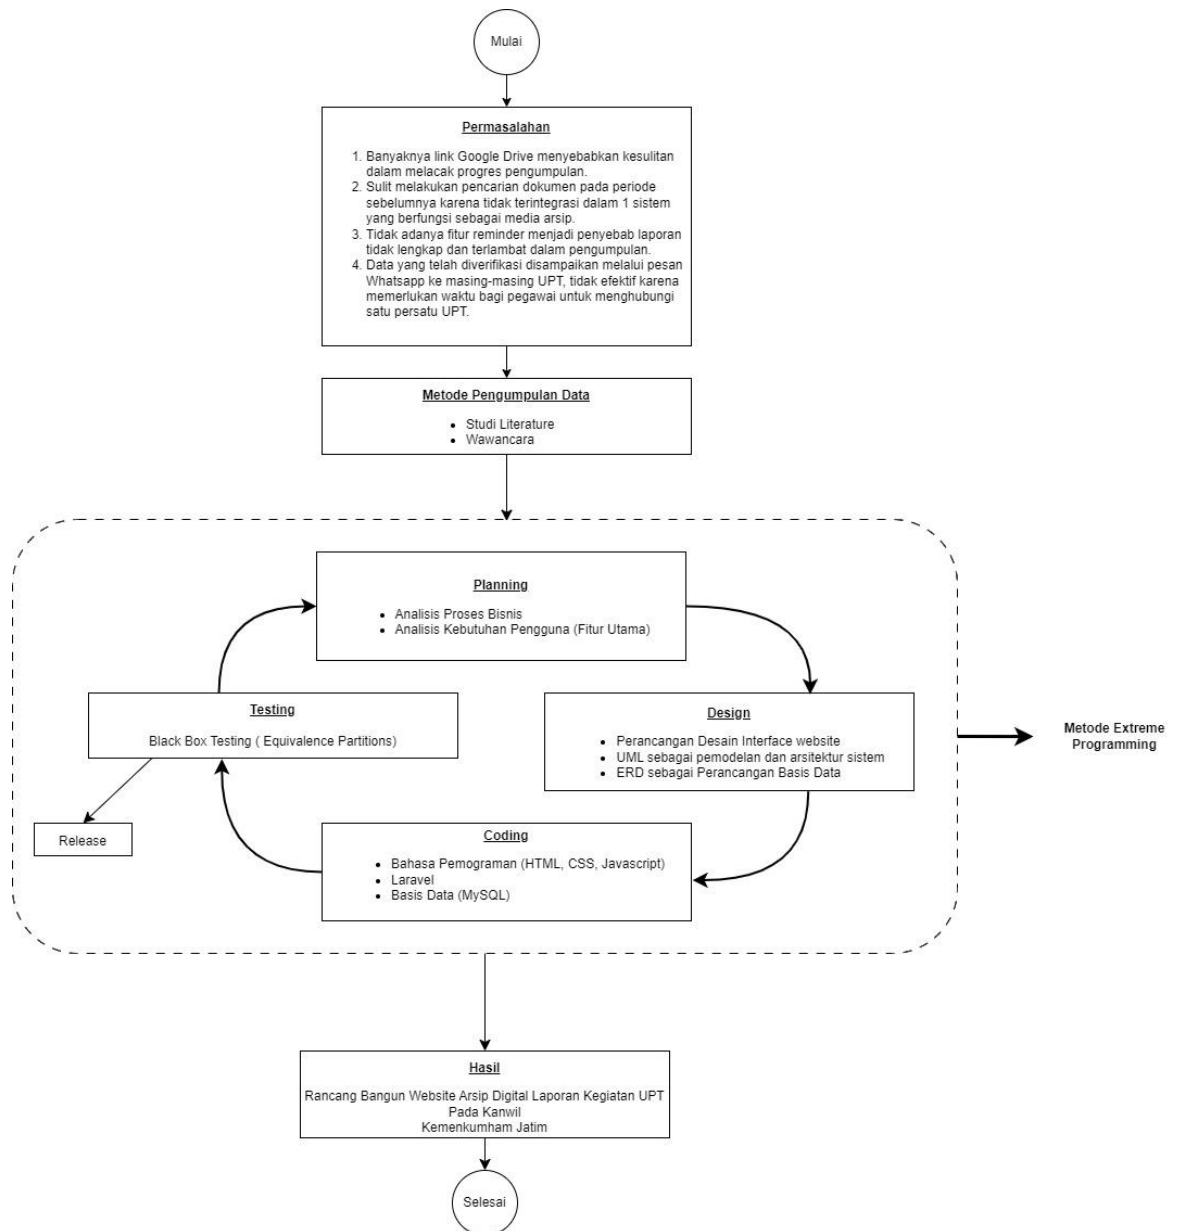 Mulai
Permasalahan
1. Banyaknya link Google Drive menyebabkan kesulitan
dalam melacak progres pengumpulan.
2. Sulit melakukan pencarian dokumen pada periode
sebelumnya karena tidak terintegrasi dalam 1 sistem
yang berfungsi sebagai media arsip.
3. Tidak adanya fitur reminder menjadi penyebab laporan
tidak lengkap dan terlambat dalam pengumpulan.
4. Data yang telah diverifikasi disampaikan melalui pesan
Whatsapp ke masing-masing UPT, tidak efektif karena
memerlukan waktu bagi pegawai untuk menghubungi
satu persatu UPT.
Metode Pengumpulan Data
• Studi Literature
• Wawancara
Planning
• Analisis Proses Bisnis
• Analisis Kebutuhan Pengguna (Fitur Utama)
Testing
Black Box Testing ( Equivalence Partitions)
Design
• Perancangan Desain Interface website
• UML sebagai pemodelan dan arsitektur sistem
• ERD sebagai Perancangan Basis Data
Metode Extreme
Programming
Release
Coding
• Bahasa Pemograman (HTML, CSS, Javascript)
• Laravel
• Basis Data (MySQL)
Hasil
Rancang Bangun Website Arsip Digital Laporan Kegiatan UPT
Pada Kanwil
Kemenkumham Jatim
Selesai